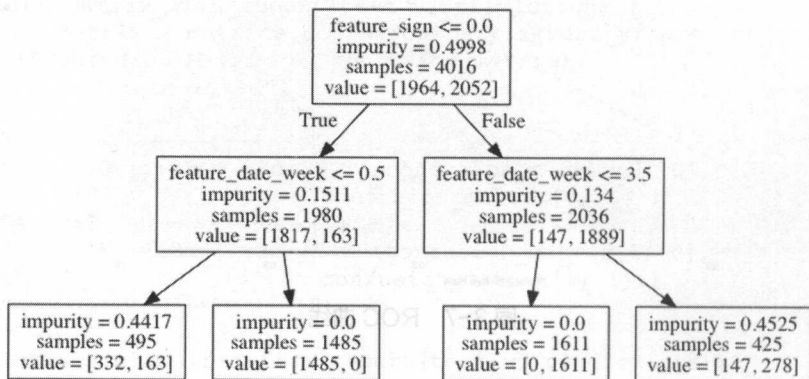 feature_sign <= 0.0
impurity = 0.4998
samples = 4016
value = [1964, 2052]
True
False
feature_date_week <= 0.5
impurity = 0.1511
samples = 1980
value = [1817, 163]
feature_date_week <= 3.5
impurity = 0.134
samples = 2036
value = [147, 1889]
impurity = 0.4417
samples = 495
value = [332, 163]
impurity = 0.0
samples = 1485
value = [1485, 0]
impurity = 0.0
samples = 1611
value = [0, 1611]
impurity = 0.4525
samples = 425
value = [147, 278]